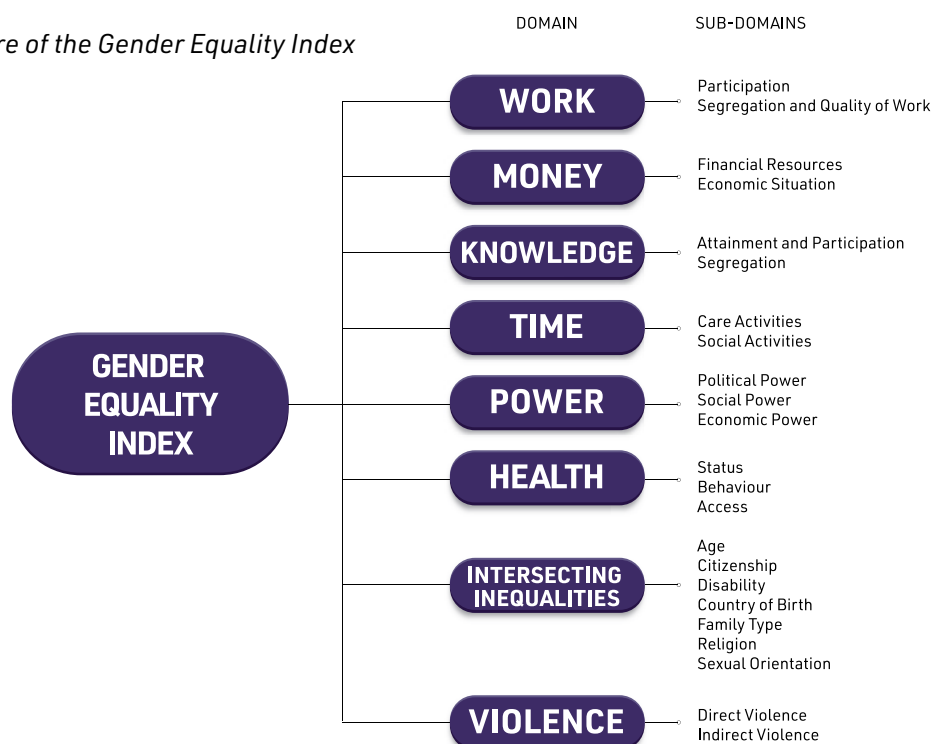 re of the Gender Equality Index
DOMAIN
SUB-DOMAINS
GENDER
EQUALITY
INDEX
WORK
Participation
Segregation and Quality of Work
MONEY
Financial Resources
Economic Situation
KNOWLEDGE
Attainment and Participation
Segregation
TIME
Care Activities
Social Activities
POWER
Political Power
Social Power
Economic Power
HEALTH
Status
Behaviour
Access
INTERSECTING
INEQUALITIES
Age
Citizenship
Disability
Country of Birth
Family Type
Religion
Sexual Orientation
VIOLENCE
Direct Violence
Indirect Violence